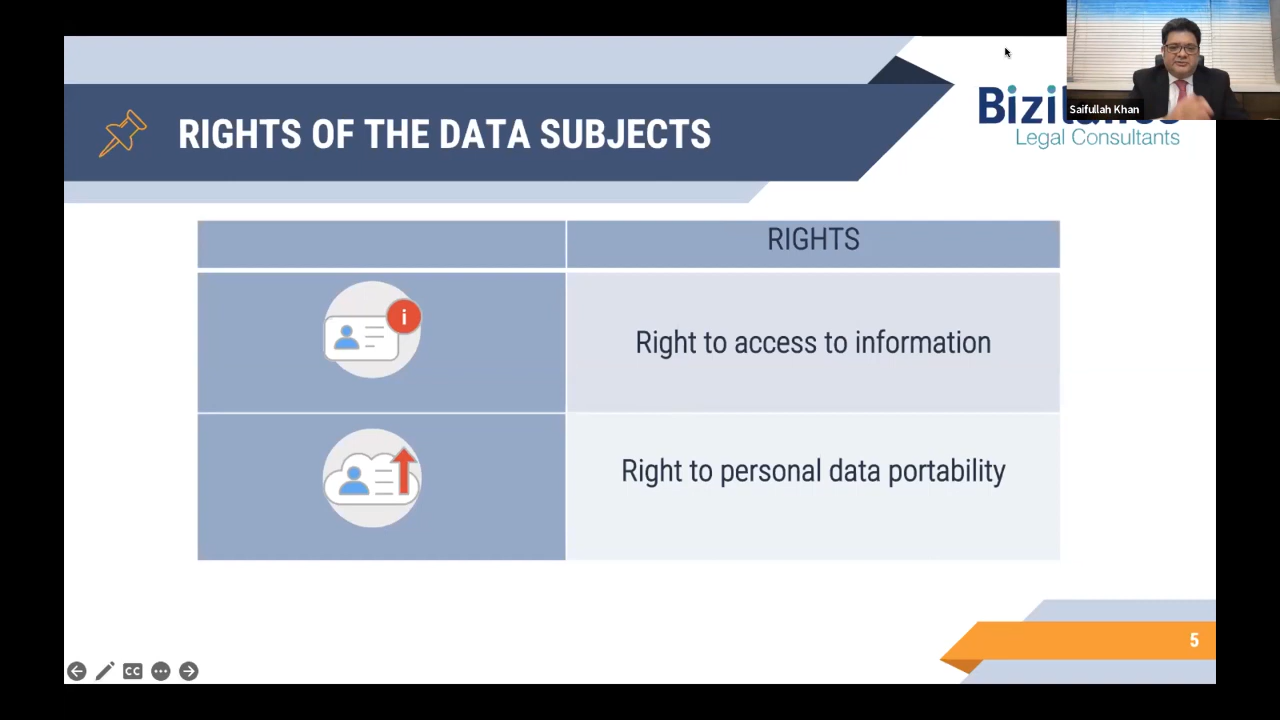 RIGHTS OF THE DATA SUBJECTS
Saifullah Khan
Legal Consultants
RIGHTS
i
Right to access to information
Right to personal data portability
5
CC